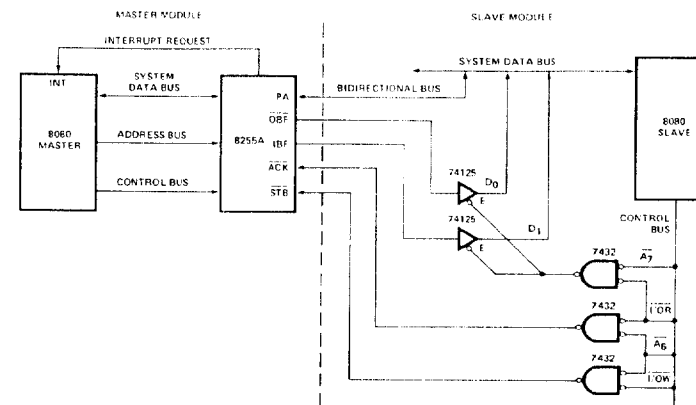 MASTER MODULE
SLAVE MODULE
INTERRUPT REQUEST
SYSTEM DATA BUS
INT
SYSTEM
DATA BUS
BIDIRECTIONAL BUS
PA
OBF
8080
MASTER
ADDRESS BUS
8255A
IBF
8080
SLAVE
ACK
74125
D0
E
CONTROL BUS
STB
74125
D1
E
CONTROL
BUS
7432
A7
7432
I/OR
A6
7432
I/OW